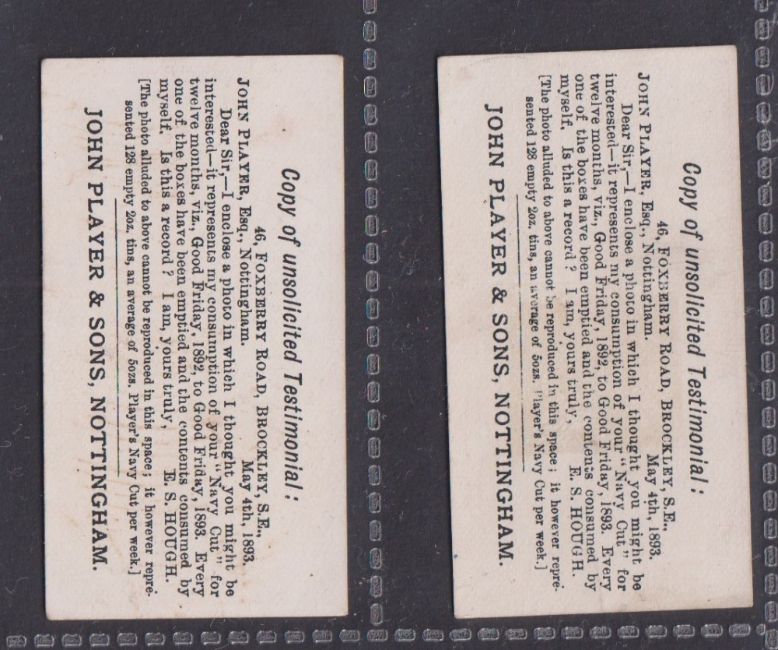 Copy of unsolicited Testimonial:
46, FOXBERRY ROAD, BROCKLEY, S.E.,
May 4th, 1893.
JOHN PLAYER, ESQ., Nottingham.
Dear Sir,—I enclose a photo in which I thought you might be
interested—it represents my consumption of your "Navy Cut" for
twelve months, viz., Good Friday, 1892, to Good Friday, 1893. Every
one of the boxes have been emptied and the contents consumed by
myself. Is this a record? I am, yours truly, E. S. HOUGH.
[The photo alluded to above cannot be reproduced in this space; it however repre-
sented 128 empty 2oz. tins, an average of 5ozs. Player's Navy Cut per week.]
JOHN PLAYER & SONS, NOTTINGHAM.
Copy of unsolicited Testimonial:
46, FOXBERRY ROAD, BROCKLEY, S.E.,
May 4th, 1893.
JOHN PLAYER, ESQ., Nottingham.
Dear Sir,—I enclose a photo in which I thought you might be
interested—it represents my consumption of your "Navy Cut" for
twelve months, viz., Good Friday, 1892, to Good Friday, 1893. Every
one of the boxes have been emptied and the contents consumed by
myself. Is this a record? I am, yours truly, E. S. HOUGH.
[The photo alluded to above cannot be reproduced in this space; it however repre-
sented 128 empty 2oz. tins, an average of 5ozs. Player's Navy Cut per week.]
JOHN PLAYER & SONS, NOTTINGHAM.